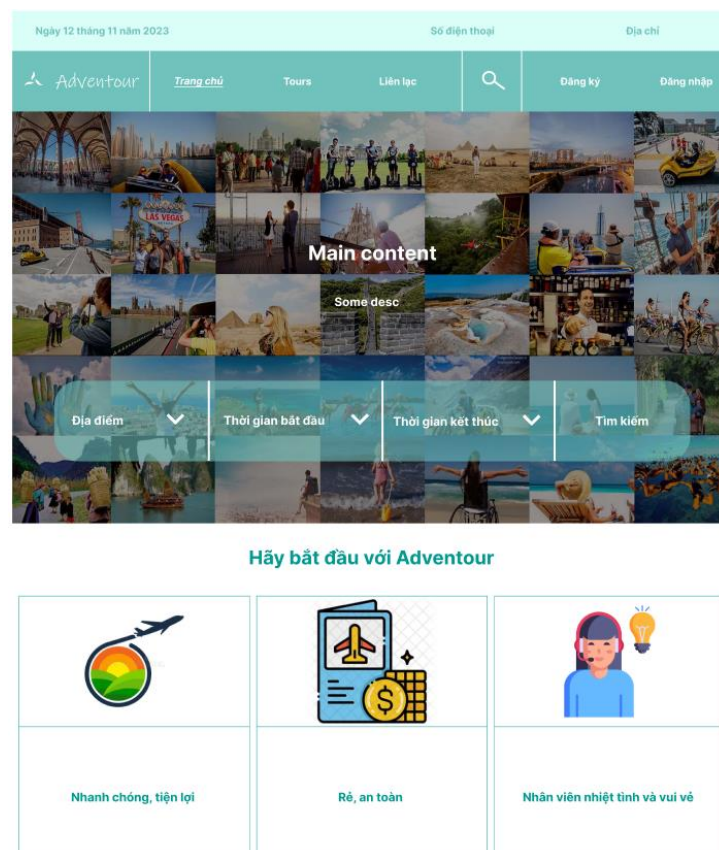 Ngày 12 tháng 11 năm 2023 Số điện thoại Địa chỉ
Adventour Trang chủ Tours Liên lạc Đăng ký Đăng nhập
LAS VEGAS
Main content
Some desc
Địa điểm Thời gian bắt đầu Thời gian kết thúc Tìm kiếm
Hãy bắt đầu với Adventour
Nhanh chóng, tiện lợi Rẻ, an toàn Nhân viên nhiệt tình và vui vẻ